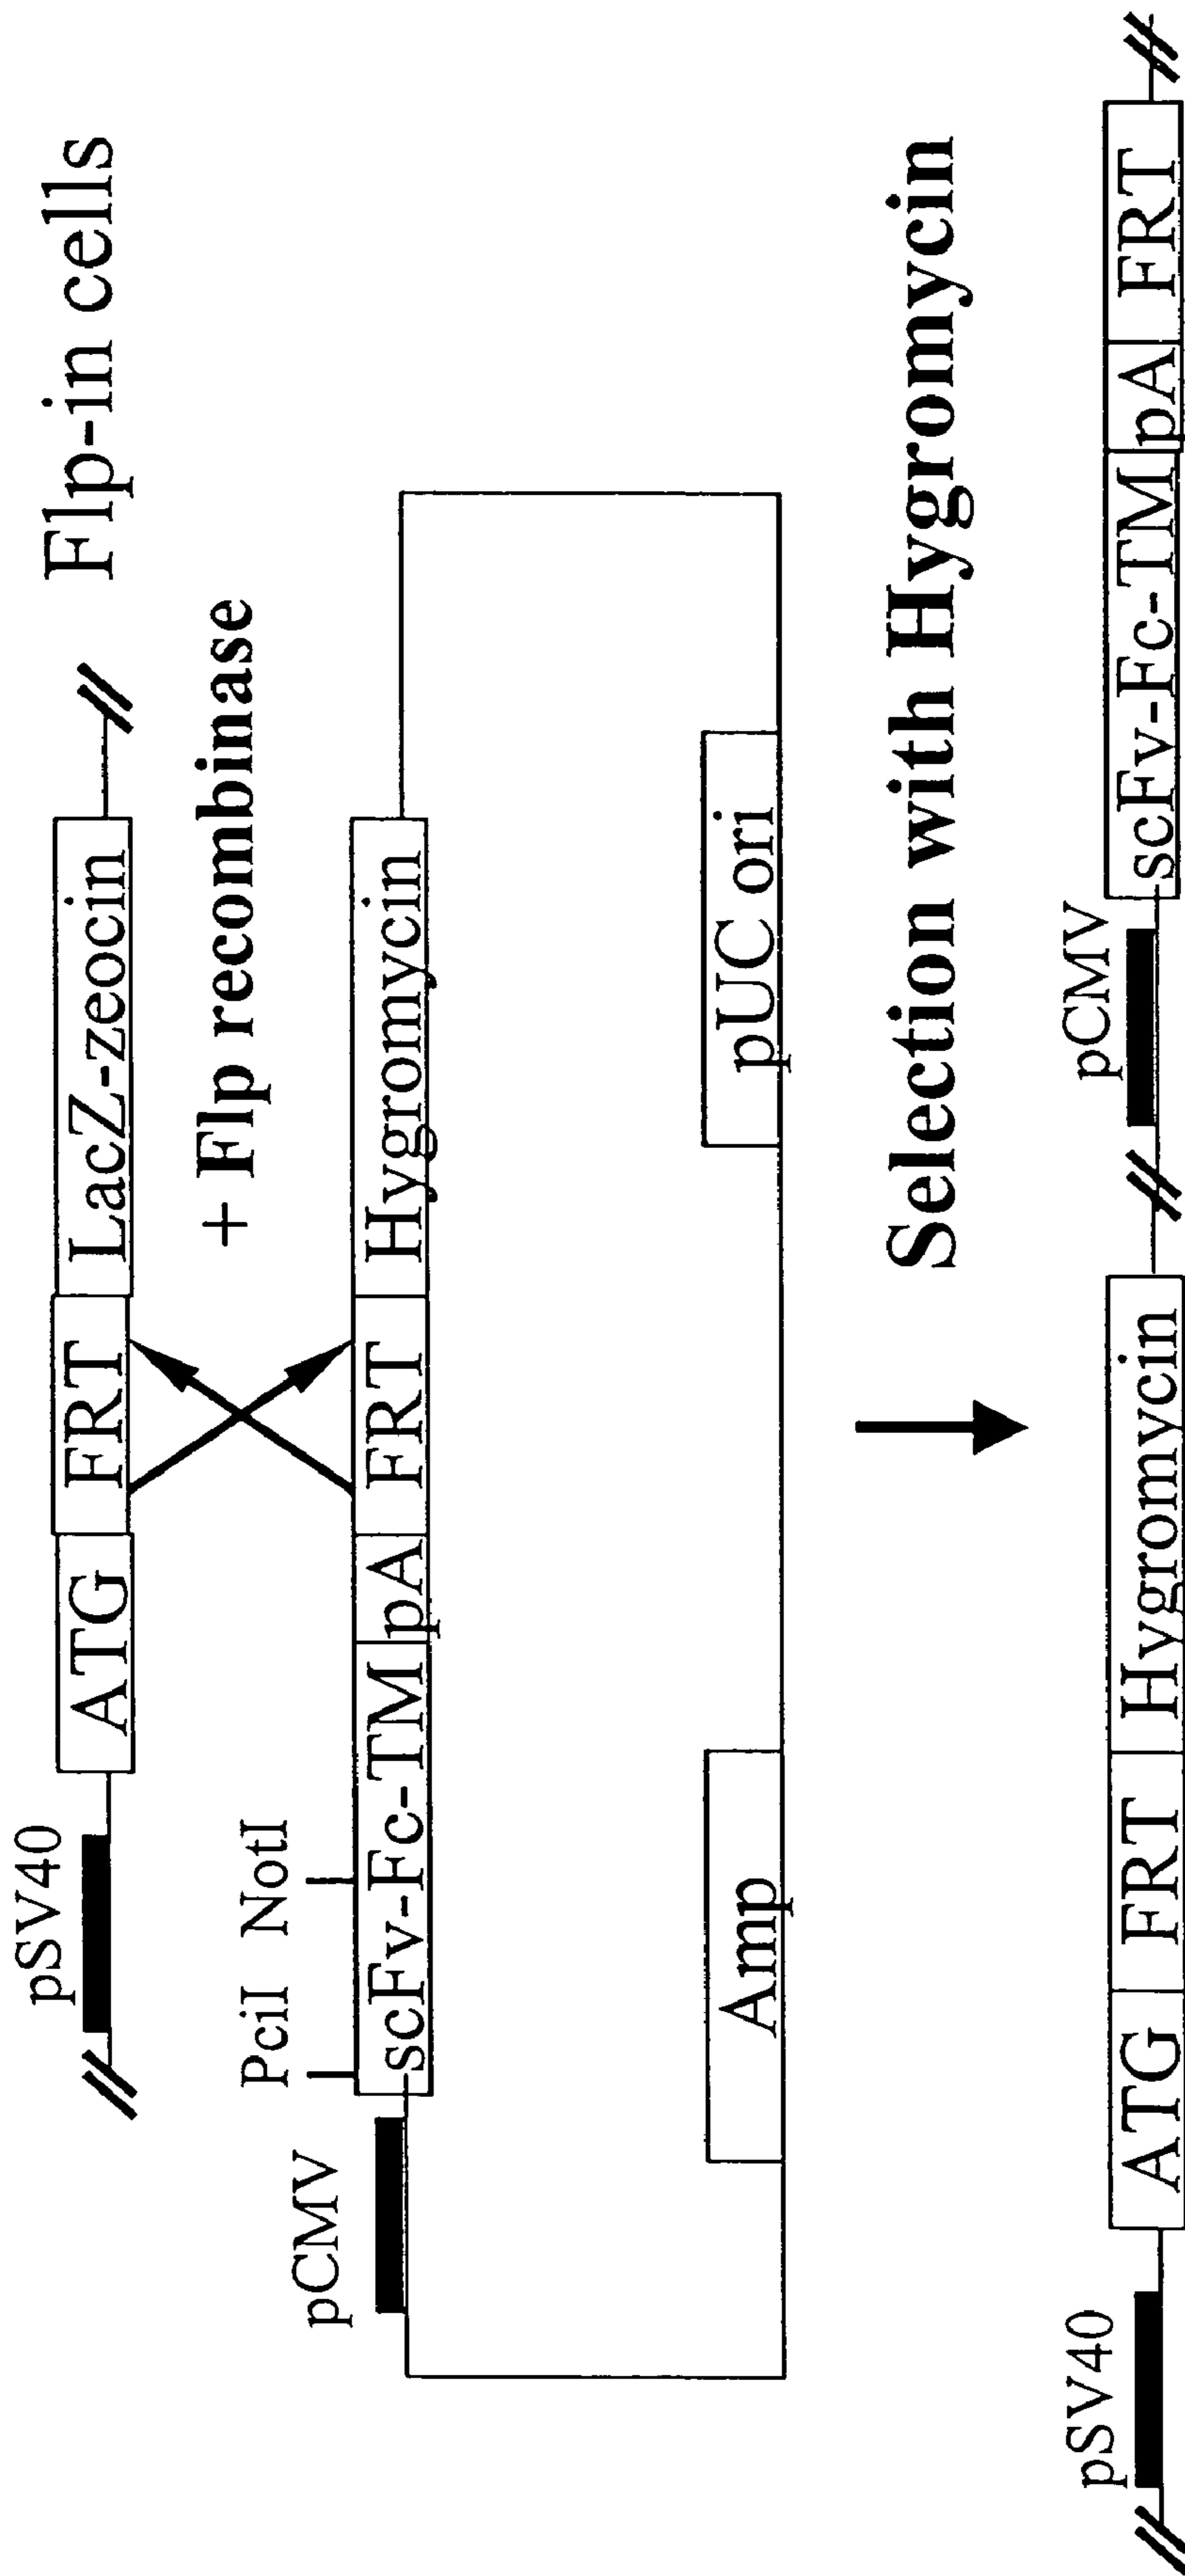 Flp-in cells
pSV40
ATG FRT LacZ-zeocin
+ Flp recombinase
PciI NotI
pCMV
scFv-Fc-TM pA FRT Hygromycin
Amp pUC ori
Selection with Hygromycin
pSV40 pCMV
ATG FRT Hygromycin scFv-Fc-TM pA FRT